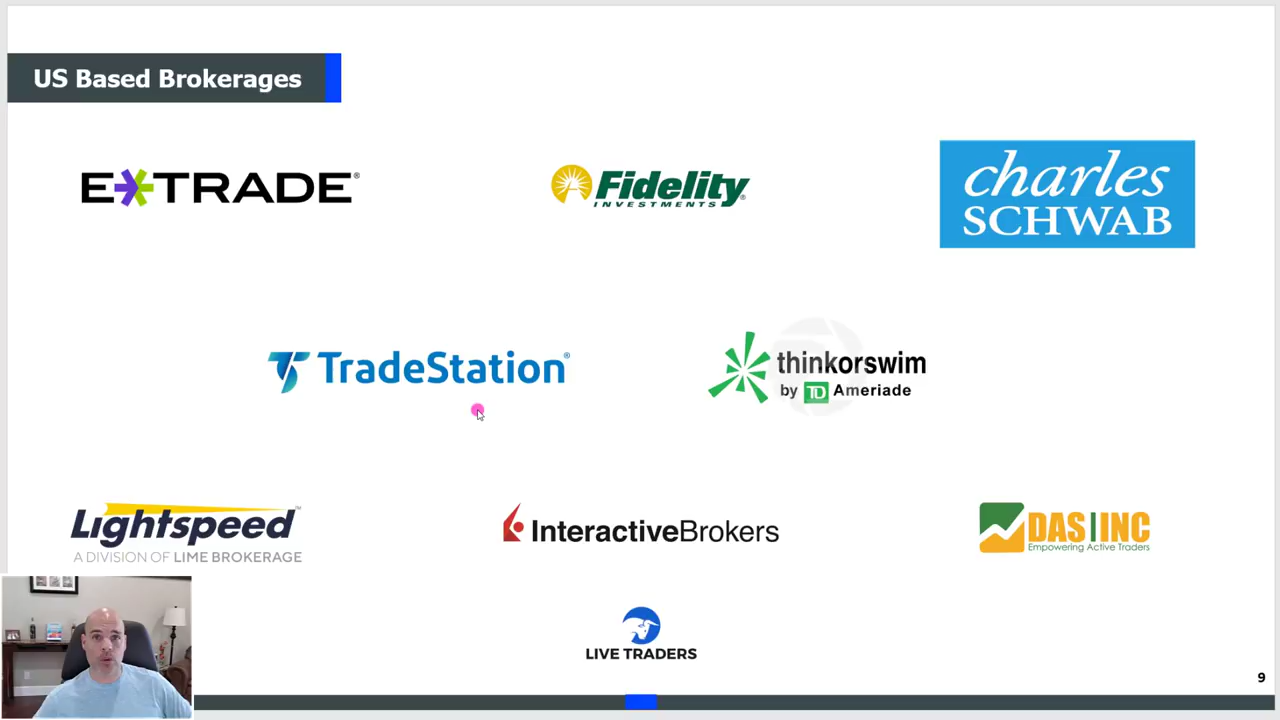 US Based Brokerages
E*TRADE®
Fidelity
INVESTMENTS®
charles
SCHWAB
TradeStation®
thinkorswim
by TD Ameriade
Lightspeed™
A DIVISION OF LIME BROKERAGE
InteractiveBrokers
DAS|INC
Empowering Active Traders
LIVE TRADERS
9